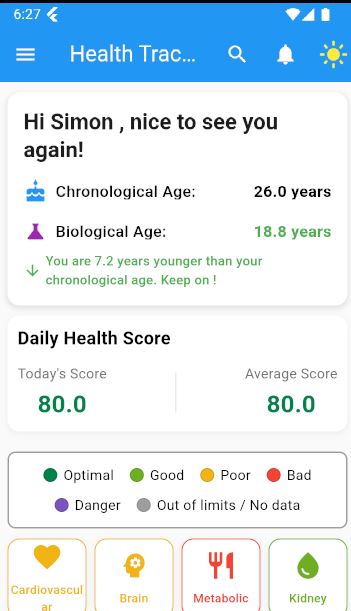 6:27
Health Trac...
Hi Simon , nice to see you
again!
Chronological Age: 26.0 years
Biological Age: 18.8 years
You are 7.2 years younger than your
chronological age. Keep on !
Daily Health Score
Today's Score Average Score
80.0 80.0
Optimal Good Poor Bad
Danger Out of limits / No data
Cardiovascul
ar
Brain
Metabolic
Kidney